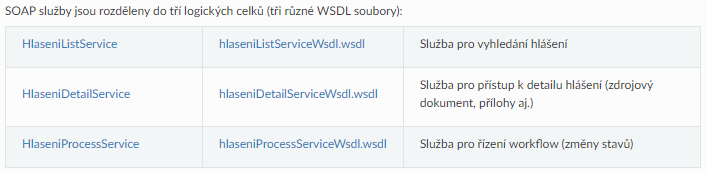 SOAP služby jsou rozděleny do tří logických celků (tři různé WSDL soubory):
HlaseniListService hlaseniListServiceWsdl.wsdl Služba pro vyhledání hlášení
HlaseniDetailService hlaseniDetailServiceWsdl.wsdl Služba pro přístup k detailu hlášení (zdrojový
dokument, přílohy aj.)
HlaseniProcessService hlaseniProcessServiceWsdl.wsdl Služba pro řízení workflow (změny stavů)